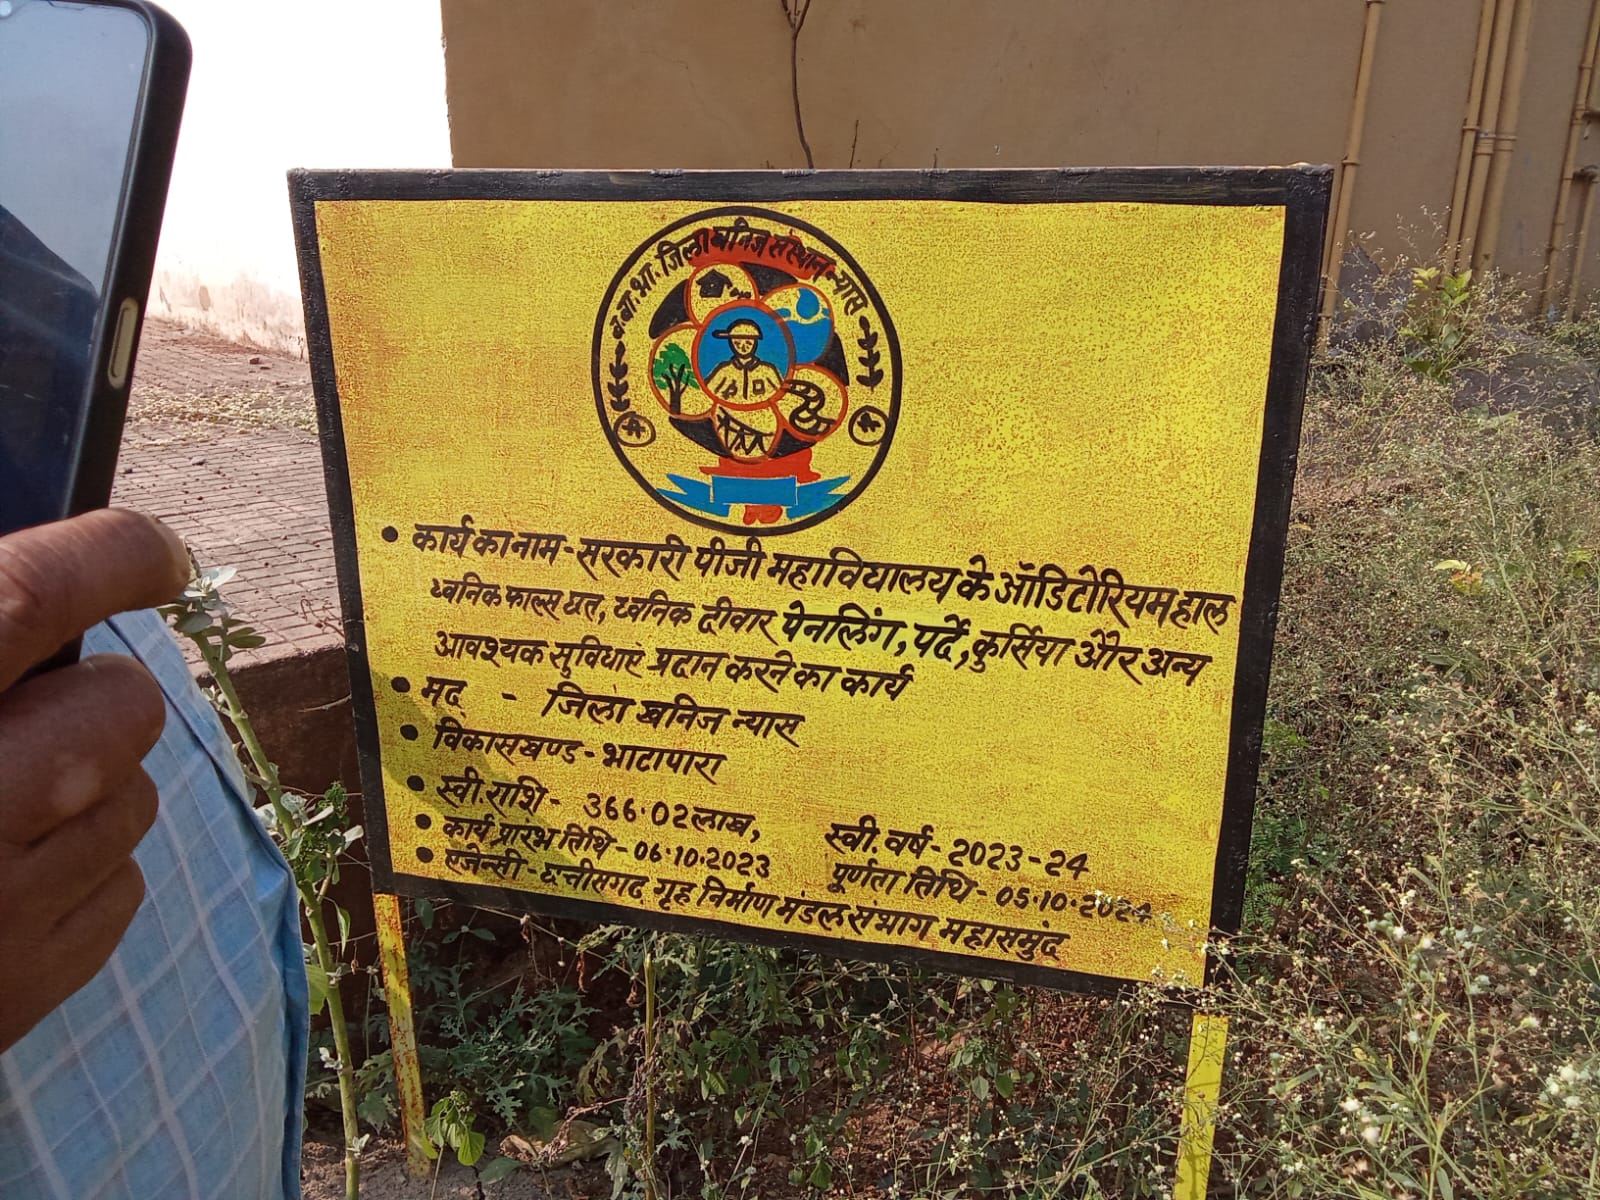 ब.बा.भा. जिला खनिज संस्थान न्यास
• कार्य का नाम - सरकारी पीजी महाविद्यालय के ऑडिटोरियम हाल
ध्वनिक फाल्स छत, ध्वनिक दीवार पेनलिंग, पर्दे, कुर्सिया और अन्य
आवश्यक सुविधाएं प्रदान करने का कार्य
• मद - जिला खनिज न्यास
• विकासखण्ड - भाटापारा
• स्वी. राशि - 366.02 लाख, स्वी. वर्ष - 2023-24
• कार्य प्रारंभ तिथि - 06.10.2023 पूर्णता तिथि - 05.10.2024
• एजेन्सी - छत्तीसगढ गृह निर्माण मंडल संभाग महासमुंद